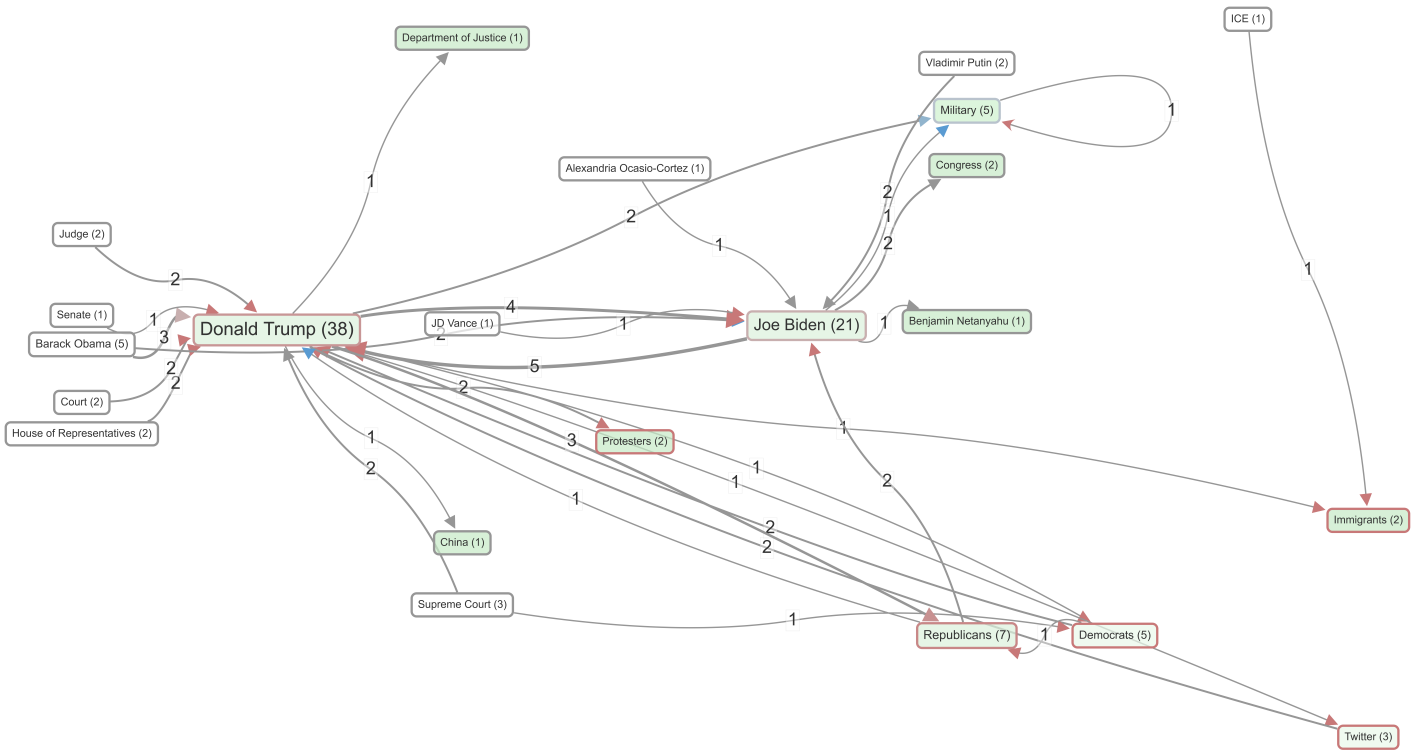 ICE (1)
Department of Justice (1)
Vladimir Putin (2)
Military (5)
1
Congress (2)
Alexandria Ocasio-Cortez (1)
1
2
2
1
Judge (2)
2
1
1
2
Senate (1)
4
Donald Trump (38)
JD Vance (1)
1
Joe Biden (21)
1
Benjamin Netanyahu (1)
1
3
2
Barack Obama (5)
2
2
5
2
Court (2)
House of Representatives (2)
1
3
Protesters (2)
1
2
1
1
2
1
2
2
Immigrants (2)
China (1)
Supreme Court (3)
1
Republicans (7)
1
Democrats (5)
Twitter (3)